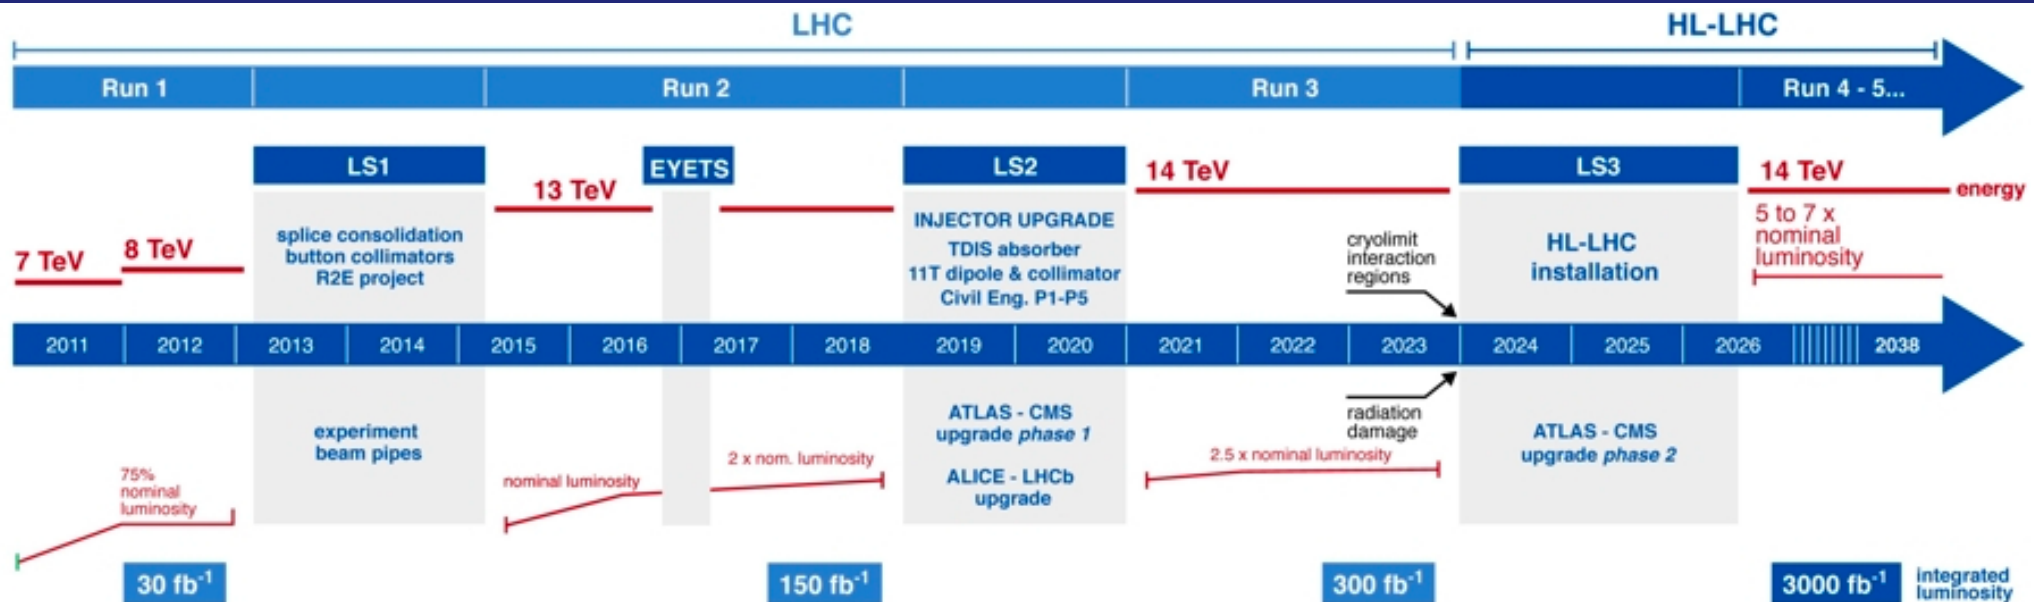 LHC
HL-LHC
Run 1
Run 2
Run 3
Run 4 - 5...
LS1
EYETS
LS2
LS3
7 TeV
8 TeV
13 TeV
14 TeV
14 TeV
energy
splice consolidation
button collimators
R2E project
INJECTOR UPGRADE
TDIS absorber
11T dipole & collimator
Civil Eng. P1-P5
cryolimit
interaction
regions
HL-LHC
installation
5 to 7 x
nominal
luminosity
2011
2012
2013
2014
2015
2016
2017
2018
2019
2020
2021
2022
2023
2024
2025
2026
2038
75%
nominal
luminosity
experiment
beam pipes
nominal luminosity
2 x nom. luminosity
ATLAS - CMS
upgrade phase 1
ALICE - LHCb
upgrade
2.5 x nominal luminosity
radiation
damage
ATLAS - CMS
upgrade phase 2
30 fb-1
150 fb-1
300 fb-1
3000 fb-1
integrated
luminosity